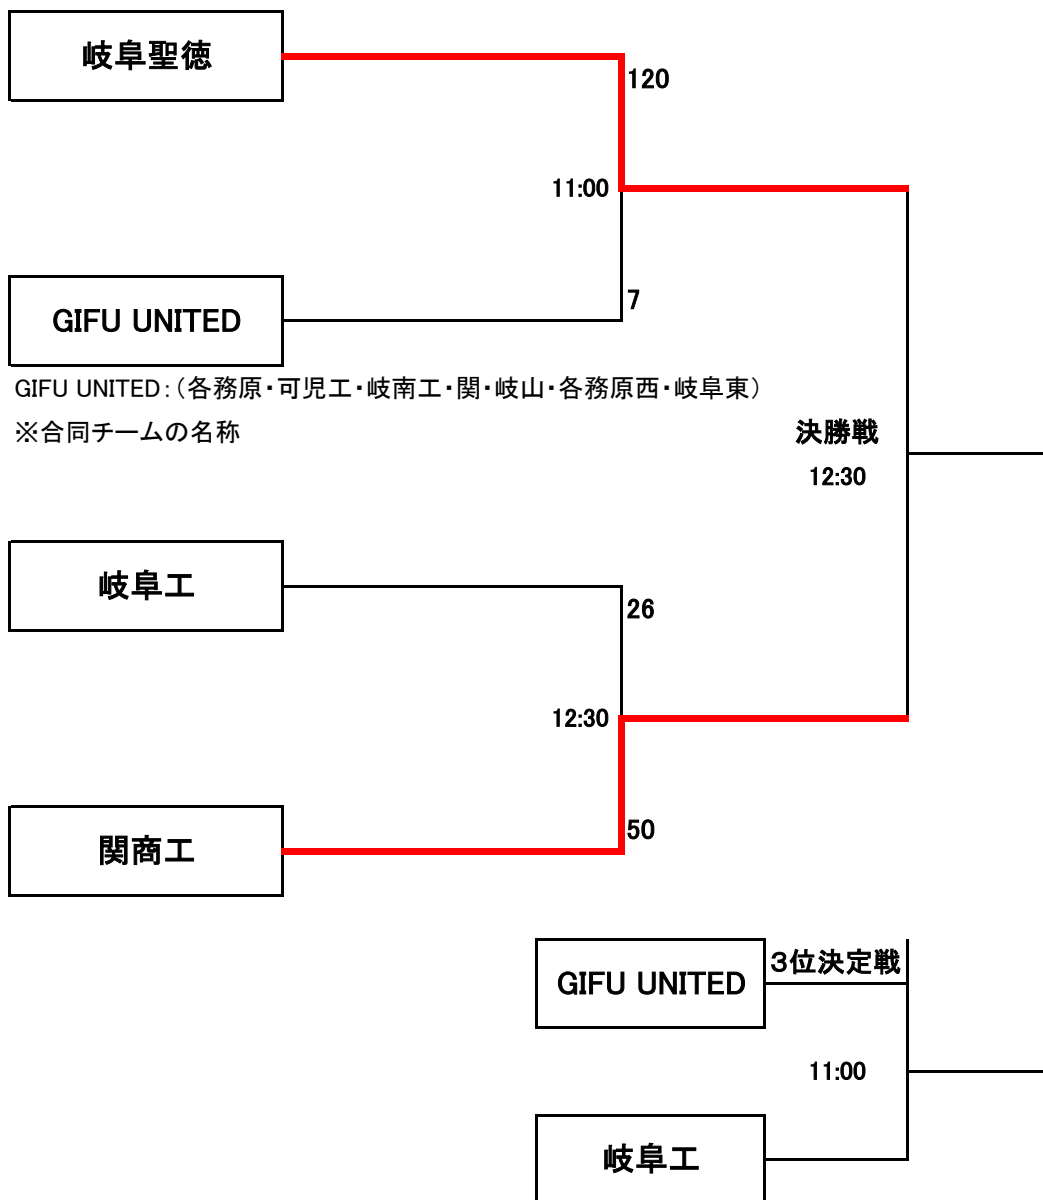 岐阜聖徳
120
11:00
7
GIFU UNITED
GIFU UNITED：（各務原・可児工・岐南工・関・岐山・各務原西・岐阜東）
※合同チームの名称
決勝戦
12:30
岐阜工
26
12:30
50
関商工
GIFU UNITED
3位決定戦
11:00
岐阜工